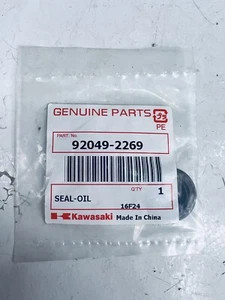 GENUINE PARTS
PE
PART No.
92049-2269
QTY
SEAL-OIL 1
16F24
Kawasaki Made In China